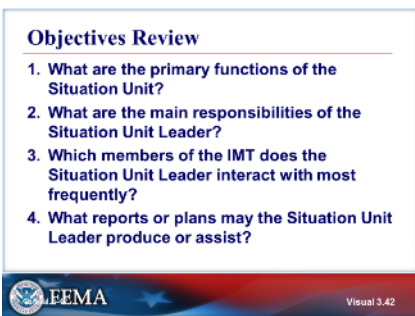 Objectives Review
1. What are the primary functions of the
Situation Unit?
2. What are the main responsibilities of the
Situation Unit Leader?
3. Which members of the IMT does the
Situation Unit Leader interact with most
frequently?
4. What reports or plans may the Situation Unit
Leader produce or assist?
FEMA
Visual 3.42